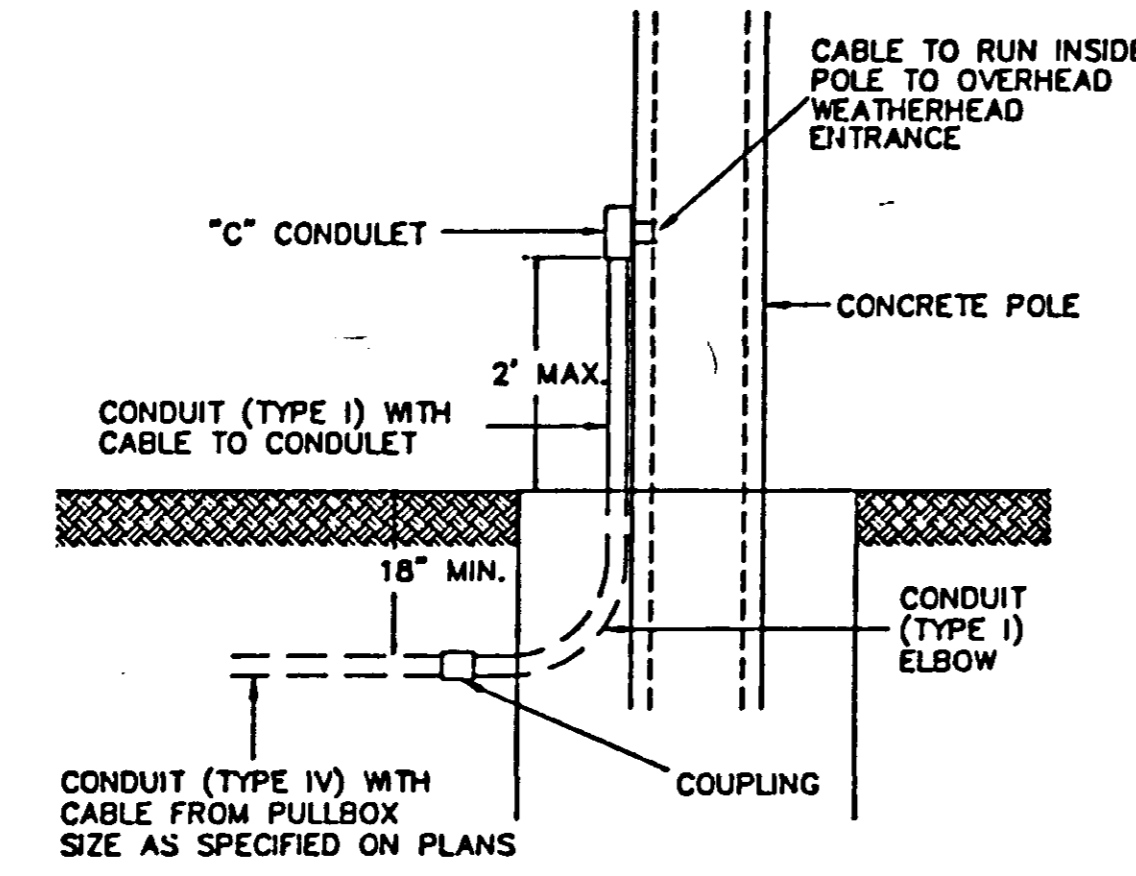 CABLE TO RUN INSIDE
POLE TO OVERHEAD
WEATHERHEAD
ENTRANCE
"C" CONDULET
CONCRETE POLE
2' MAX.
CONDUIT (TYPE I) WITH
CABLE TO CONDULET
18" MIN.
CONDUIT
(TYPE I)
ELBOW
COUPLING
CONDUIT (TYPE IV) WITH
CABLE FROM PULLBOX
SIZE AS SPECIFIED ON PLANS